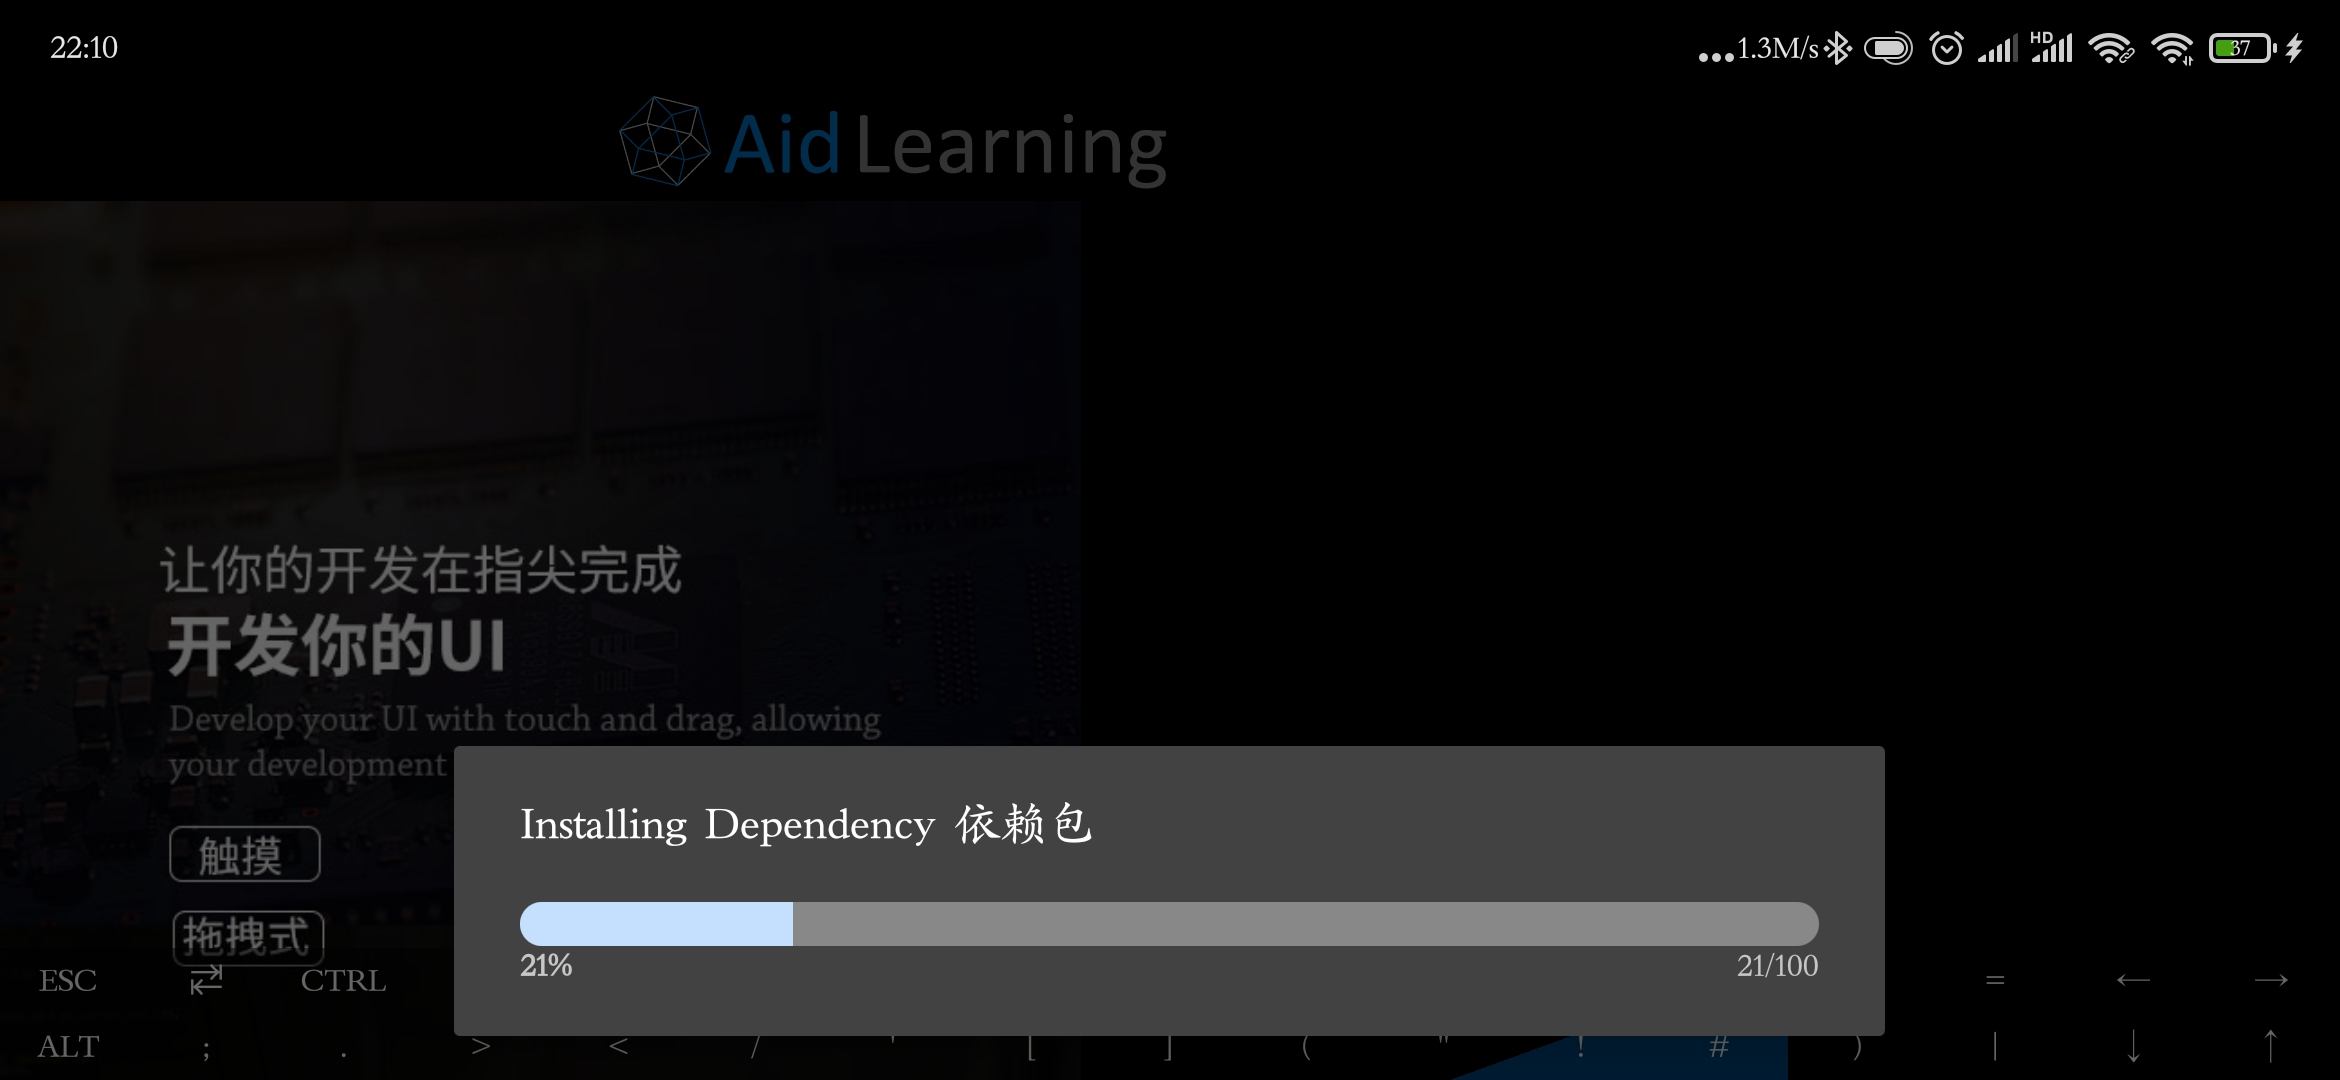 22:10
...1.3M/s HD 37
Aid Learning
让你的开发在指尖完成
开发你的UI
Develop your UI with touch and drag, allowing
your development
触摸
拖拽式
Installing Dependency 依赖包
21% 21/100
ESC ⇄ CTRL = ← →
ALT ; . > < / ' [ ] ( " ! # ) | ↓ ↑